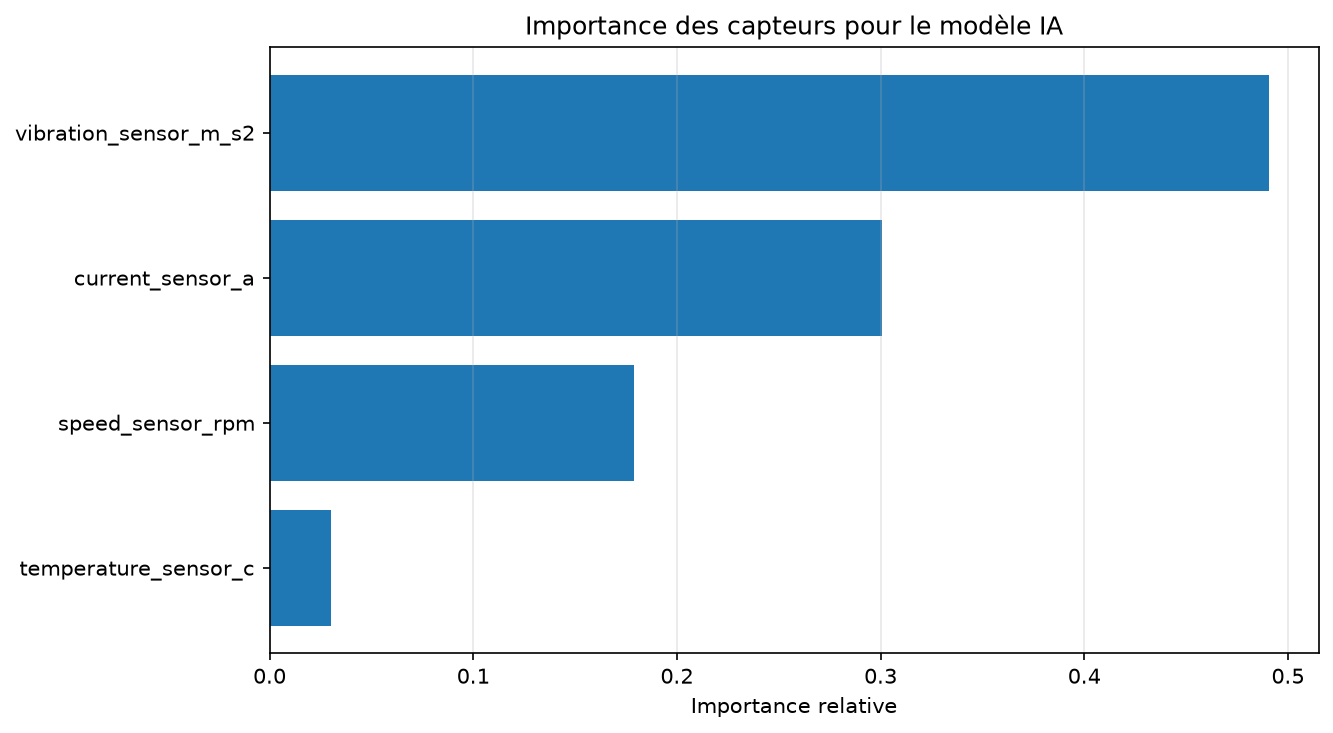 Importance des capteurs pour le modèle IA
vibration_sensor_m_s2
current_sensor_a
speed_sensor_rpm
temperature_sensor_c
0.0 0.1 0.2 0.3 0.4 0.5
Importance relative